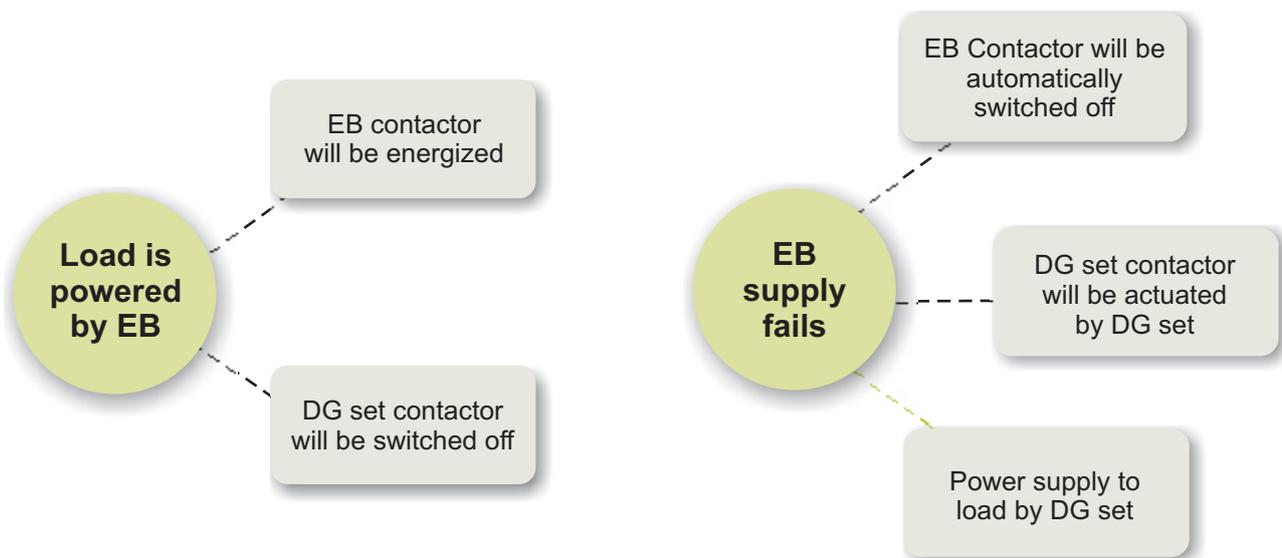 EB contactor
will be energized
Load is
powered
by EB
DG set contactor
will be switched off
EB Contactor will be
automatically
switched off
EB
supply
fails
DG set contactor
will be actuated
by DG set
Power supply to
load by DG set